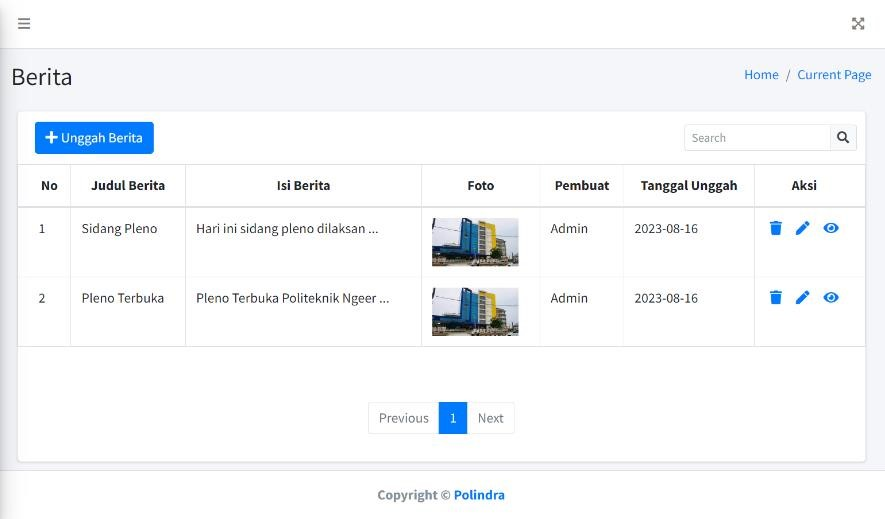 Berita
Home / Current Page
Unggah Berita
Search
No Judul Berita Isi Berita Foto Pembuat Tanggal Unggah Aksi
1 Sidang Pleno Hari ini sidang pleno dilaksan ... Admin 2023-08-16
2 Pleno Terbuka Pleno Terbuka Politeknik Ngeer ... Admin 2023-08-16
Previous 1 Next
Copyright © Polindra